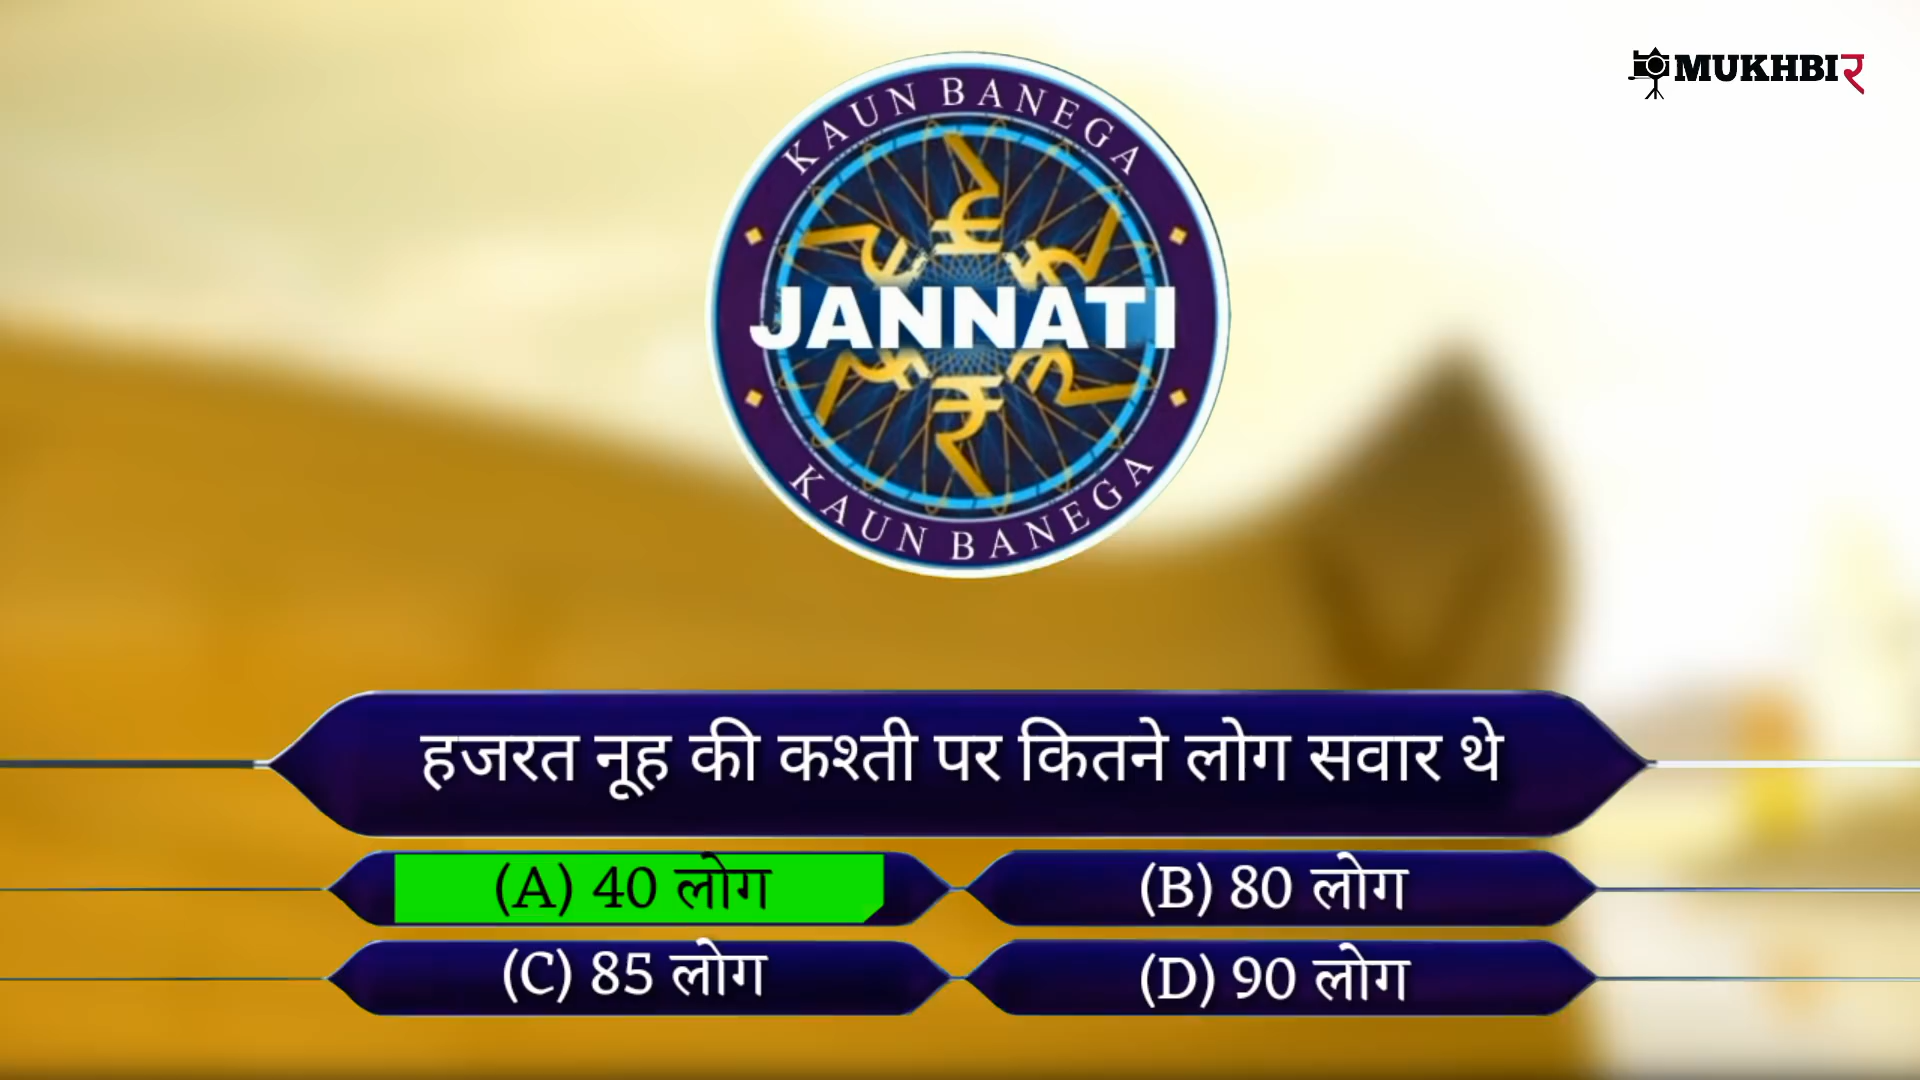 MUKHBIर
KAUN BANEGA
JANNATI
KAUN BANEGA
हजरत नूह की कश्ती पर कितने लोग सवार थे
(A) 40 लोग
(B) 80 लोग
(C) 85 लोग
(D) 90 लोग